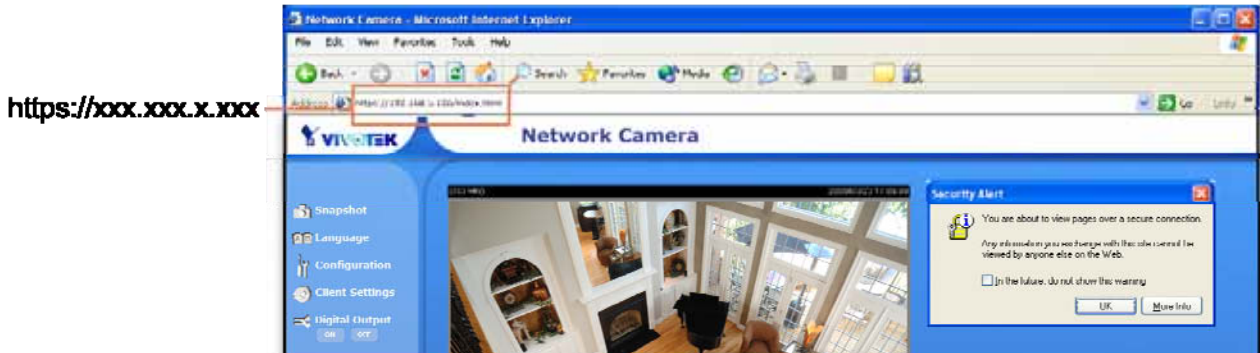 Network Camera - Microsoft Internet Explorer
File Edit View Favorites Tools Help
Back Search Favorites Media
https://xxx.xxx.x.xxx
Address Go Links
VIVOTEK
Network Camera
Snapshot
Language
Configuration
Client Settings
Digital Output
ON OFF
Security Alert
You are about to view pages over a secure connection.
Any information you exchange with this site cannot be
viewed by anyone else on the Web.
In the future, do not show this warning
OK More Info